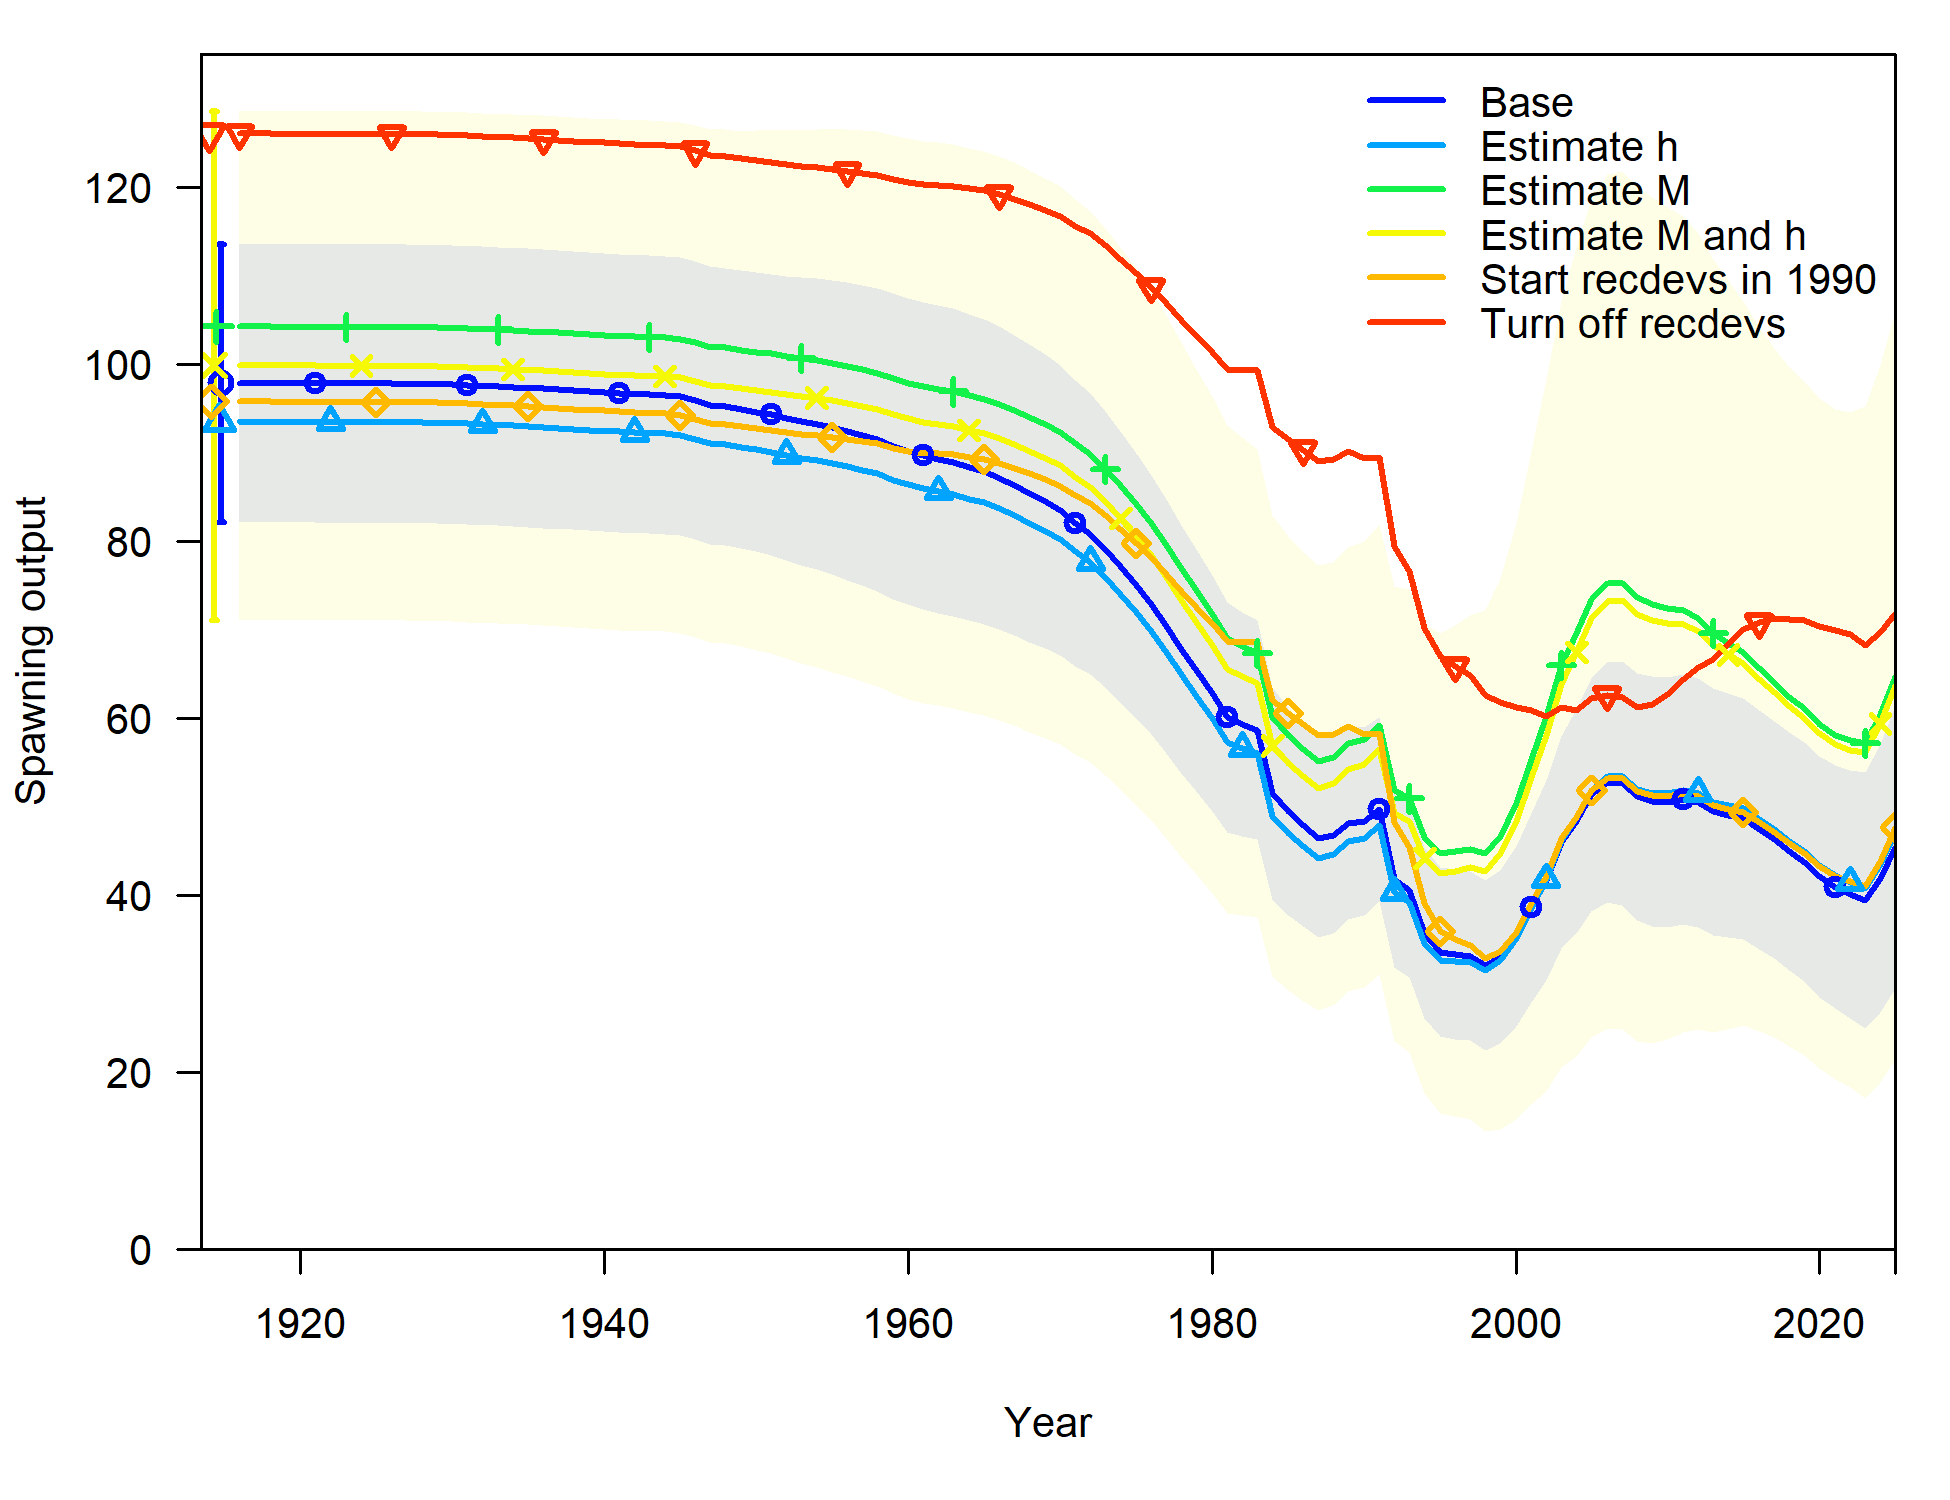 Base
Estimate h
Estimate M
Estimate M and h
Start recdevs in 1990
Turn off recdevs
Spawning output
120
100
80
60
40
20
0
1920 1940 1960 1980 2000 2020
Year